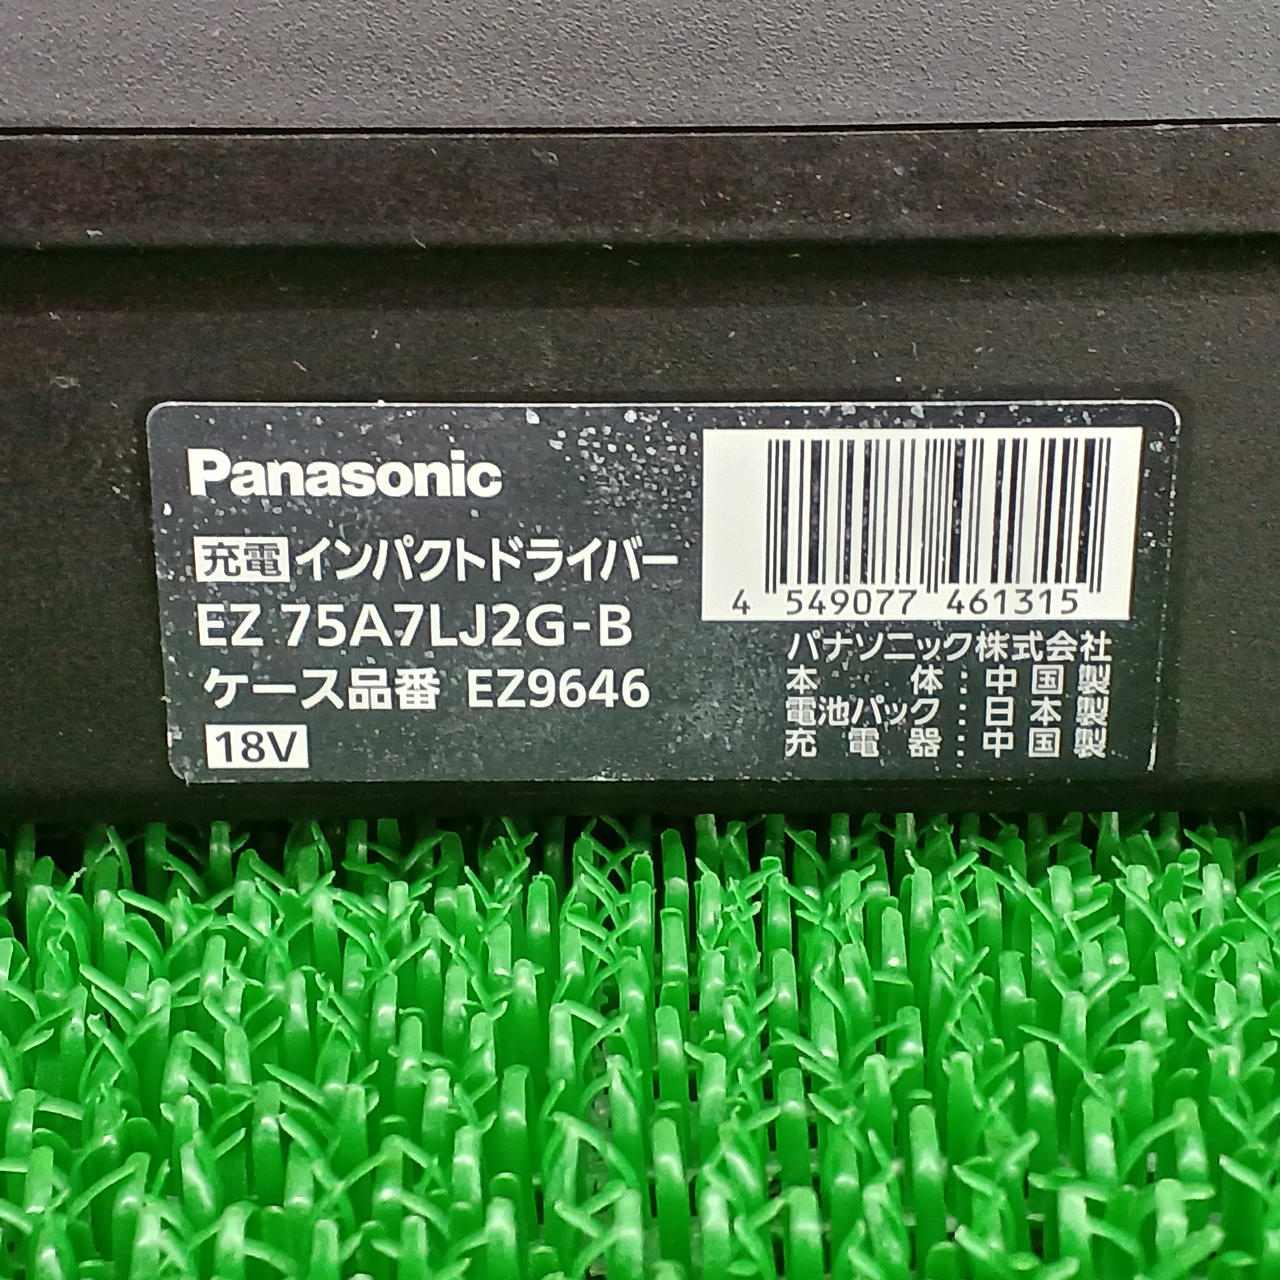 Panasonic
充電インパクトドライバー
EZ 75A7LJ2G-B
ケース品番 EZ9646
18V
4 549077 461315
パナソニック株式会社
本体：中国製
電池パック：日本製
充電器：中国製